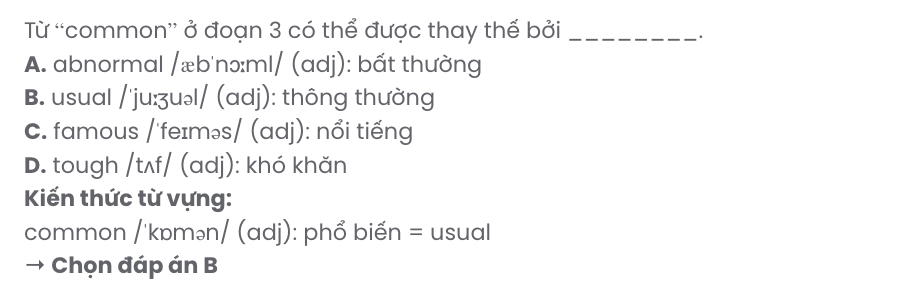 Từ “common” ở đoạn 3 có thể được thay thế bởi ________.
A. abnormal /æbˈnɔːml/ (adj): bất thường
B. usual /ˈjuːʒuəl/ (adj): thông thường
C. famous /ˈfeɪməs/ (adj): nổi tiếng
D. tough /tʌf/ (adj): khó khăn
Kiến thức từ vựng:
common /ˈkɒmən/ (adj): phổ biến = usual
→ Chọn đáp án B